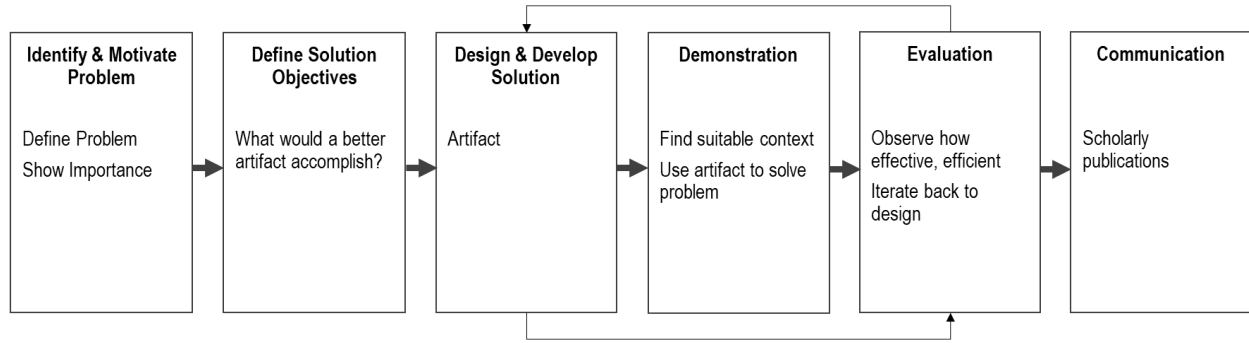 Identify & Motivate
Problem
Define Problem
Show Importance
Define Solution
Objectives
What would a better
artifact accomplish?
Design & Develop
Solution
Artifact
Demonstration
Find suitable context
Use artifact to solve
problem
Evaluation
Observe how
effective, efficient
Iterate back to
design
Communication
Scholarly
publications